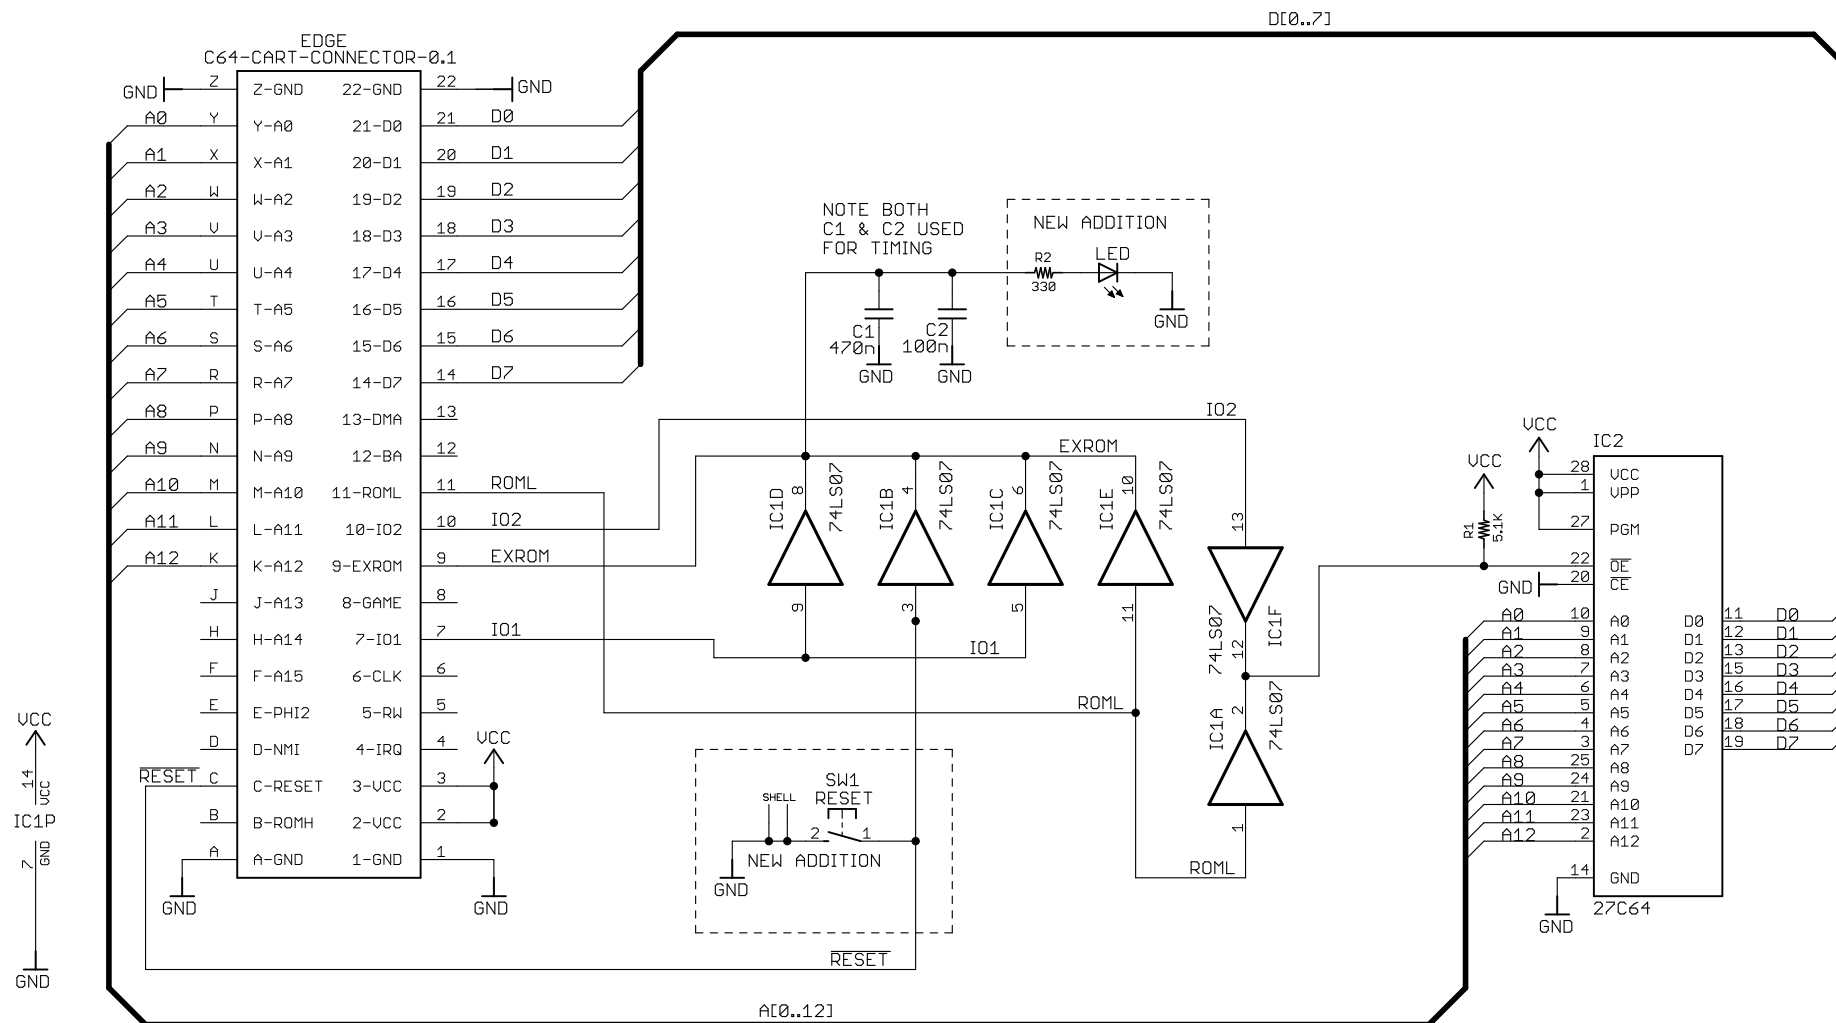 D[0..7]
EDGE
C64-CART-CONNECTOR-0.1
GND Z Z-GND 22-GND 22 GND
A0 Y Y-A0 21-D0 21 D0
A1 X X-A1 20-D1 20 D1
A2 W W-A2 19-D2 19 D2
A3 V V-A3 18-D3 18 D3
A4 U U-A4 17-D4 17 D4
A5 T T-A5 16-D5 16 D5
A6 S S-A6 15-D6 15 D6
A7 R R-A7 14-D7 14 D7
A8 P P-A8 13-DMA 13
A9 N N-A9 12-BA 12
A10 M M-A10 11-ROML 11 ROML
A11 L L-A11 10-IO2 10 IO2
A12 K K-A12 9-EXROM 9 EXROM
J J-A13 8-GAME 8
H H-A14 7-IO1 7 IO1
F F-A15 6-CLK 6
E E-PHI2 5-RW 5
D D-NMI 4-IRQ 4
RESET C C-RESET 3-VCC 3 VCC
B B-ROMH 2-VCC 2
A A-GND 1-GND 1
GND
GND
VCC
14
VCC
IC1P
7
GND
GND
NOTE BOTH
C1 & C2 USED
FOR TIMING
NEW ADDITION
R2
330
LED
GND
C1
470n
GND
C2
100n
GND
IO2
EXROM
IC1D 8 74LS07 9
IC1B 4 74LS07 3
IC1C 6 74LS07 5
IC1E 10 74LS07 11
13
74LS07 12 IC1F
IO1
ROML
IC1A 2 74LS07
1
ROML
SHELL
SW1
RESET
2 1
NEW ADDITION
GND
RESET
A[0..12]
VCC
VCC
R1
5.1K
IC2
28 VCC
1 VPP
27 PGM
22 OE
GND 20 CE
A0 10 A0 D0 11 D0
A1 9 A1 D1 12 D1
A2 8 A2 D2 13 D2
A3 7 A3 D3 15 D3
A4 6 A4 D4 16 D4
A5 5 A5 D5 17 D5
A6 4 A6 D6 18 D6
A7 3 A7 D7 19 D7
A8 25 A8
A9 24 A9
A10 21 A10
A11 23 A11
A12 2 A12
14 GND
27C64
GND